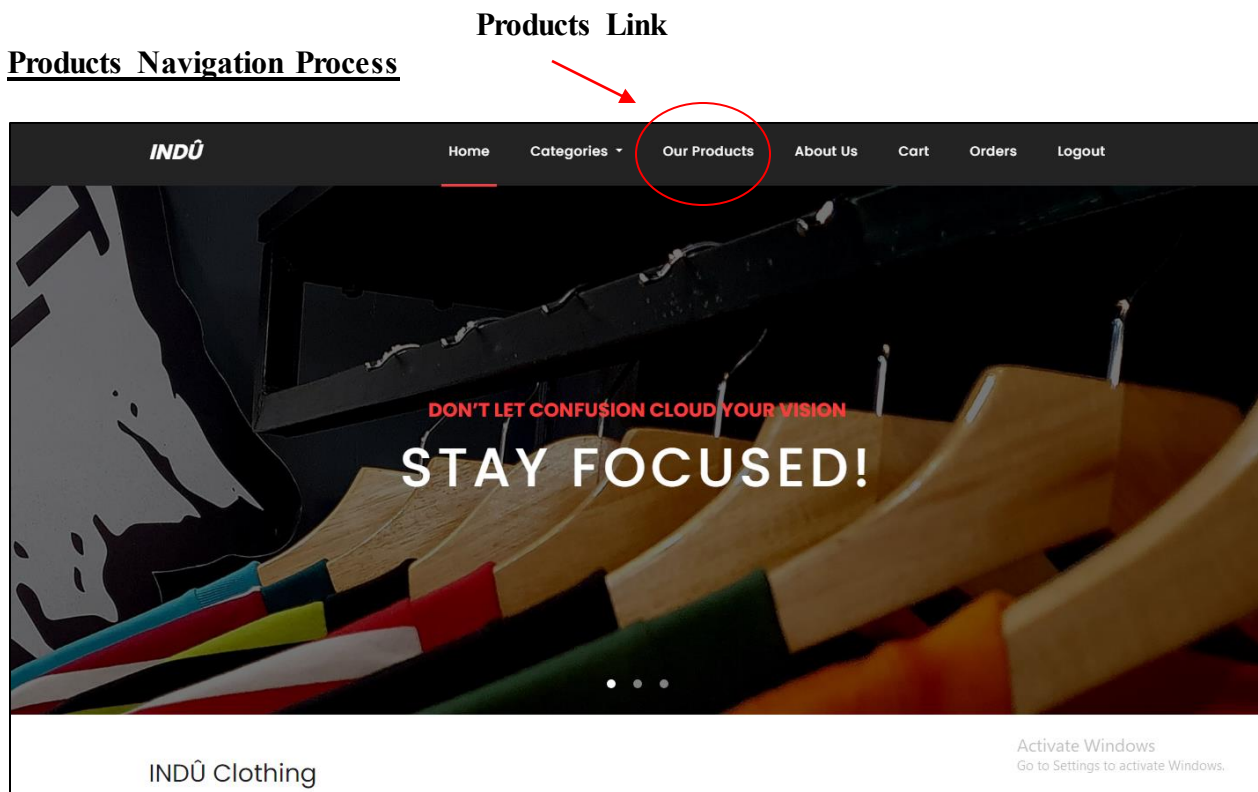 Products Link
Products Navigation Process
INDÛ Home Categories Our Products About Us Cart Orders Logout
DON'T LET CONFUSION CLOUD YOUR VISION
STAY FOCUSED!
INDÛ Clothing
Activate Windows
Go to Settings to activate Windows.